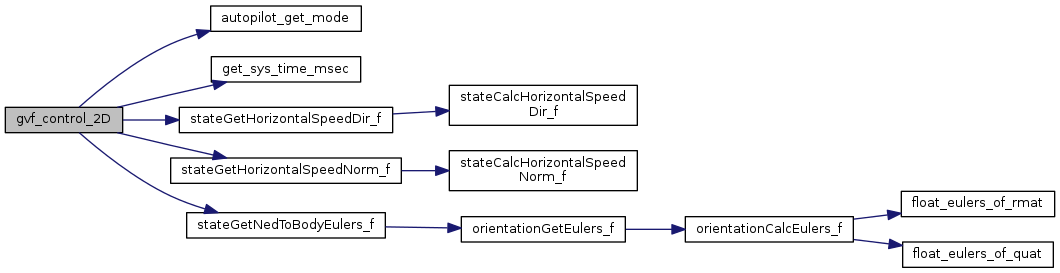 autopilot_get_mode
get_sys_time_msec
gvf_control_2D
stateGetHorizontalSpeedDir_f
stateCalcHorizontalSpeed
Dir_f
stateGetHorizontalSpeedNorm_f
stateCalcHorizontalSpeed
Norm_f
stateGetNedToBodyEulers_f
orientationGetEulers_f
orientationCalcEulers_f
float_eulers_of_rmat
float_eulers_of_quat